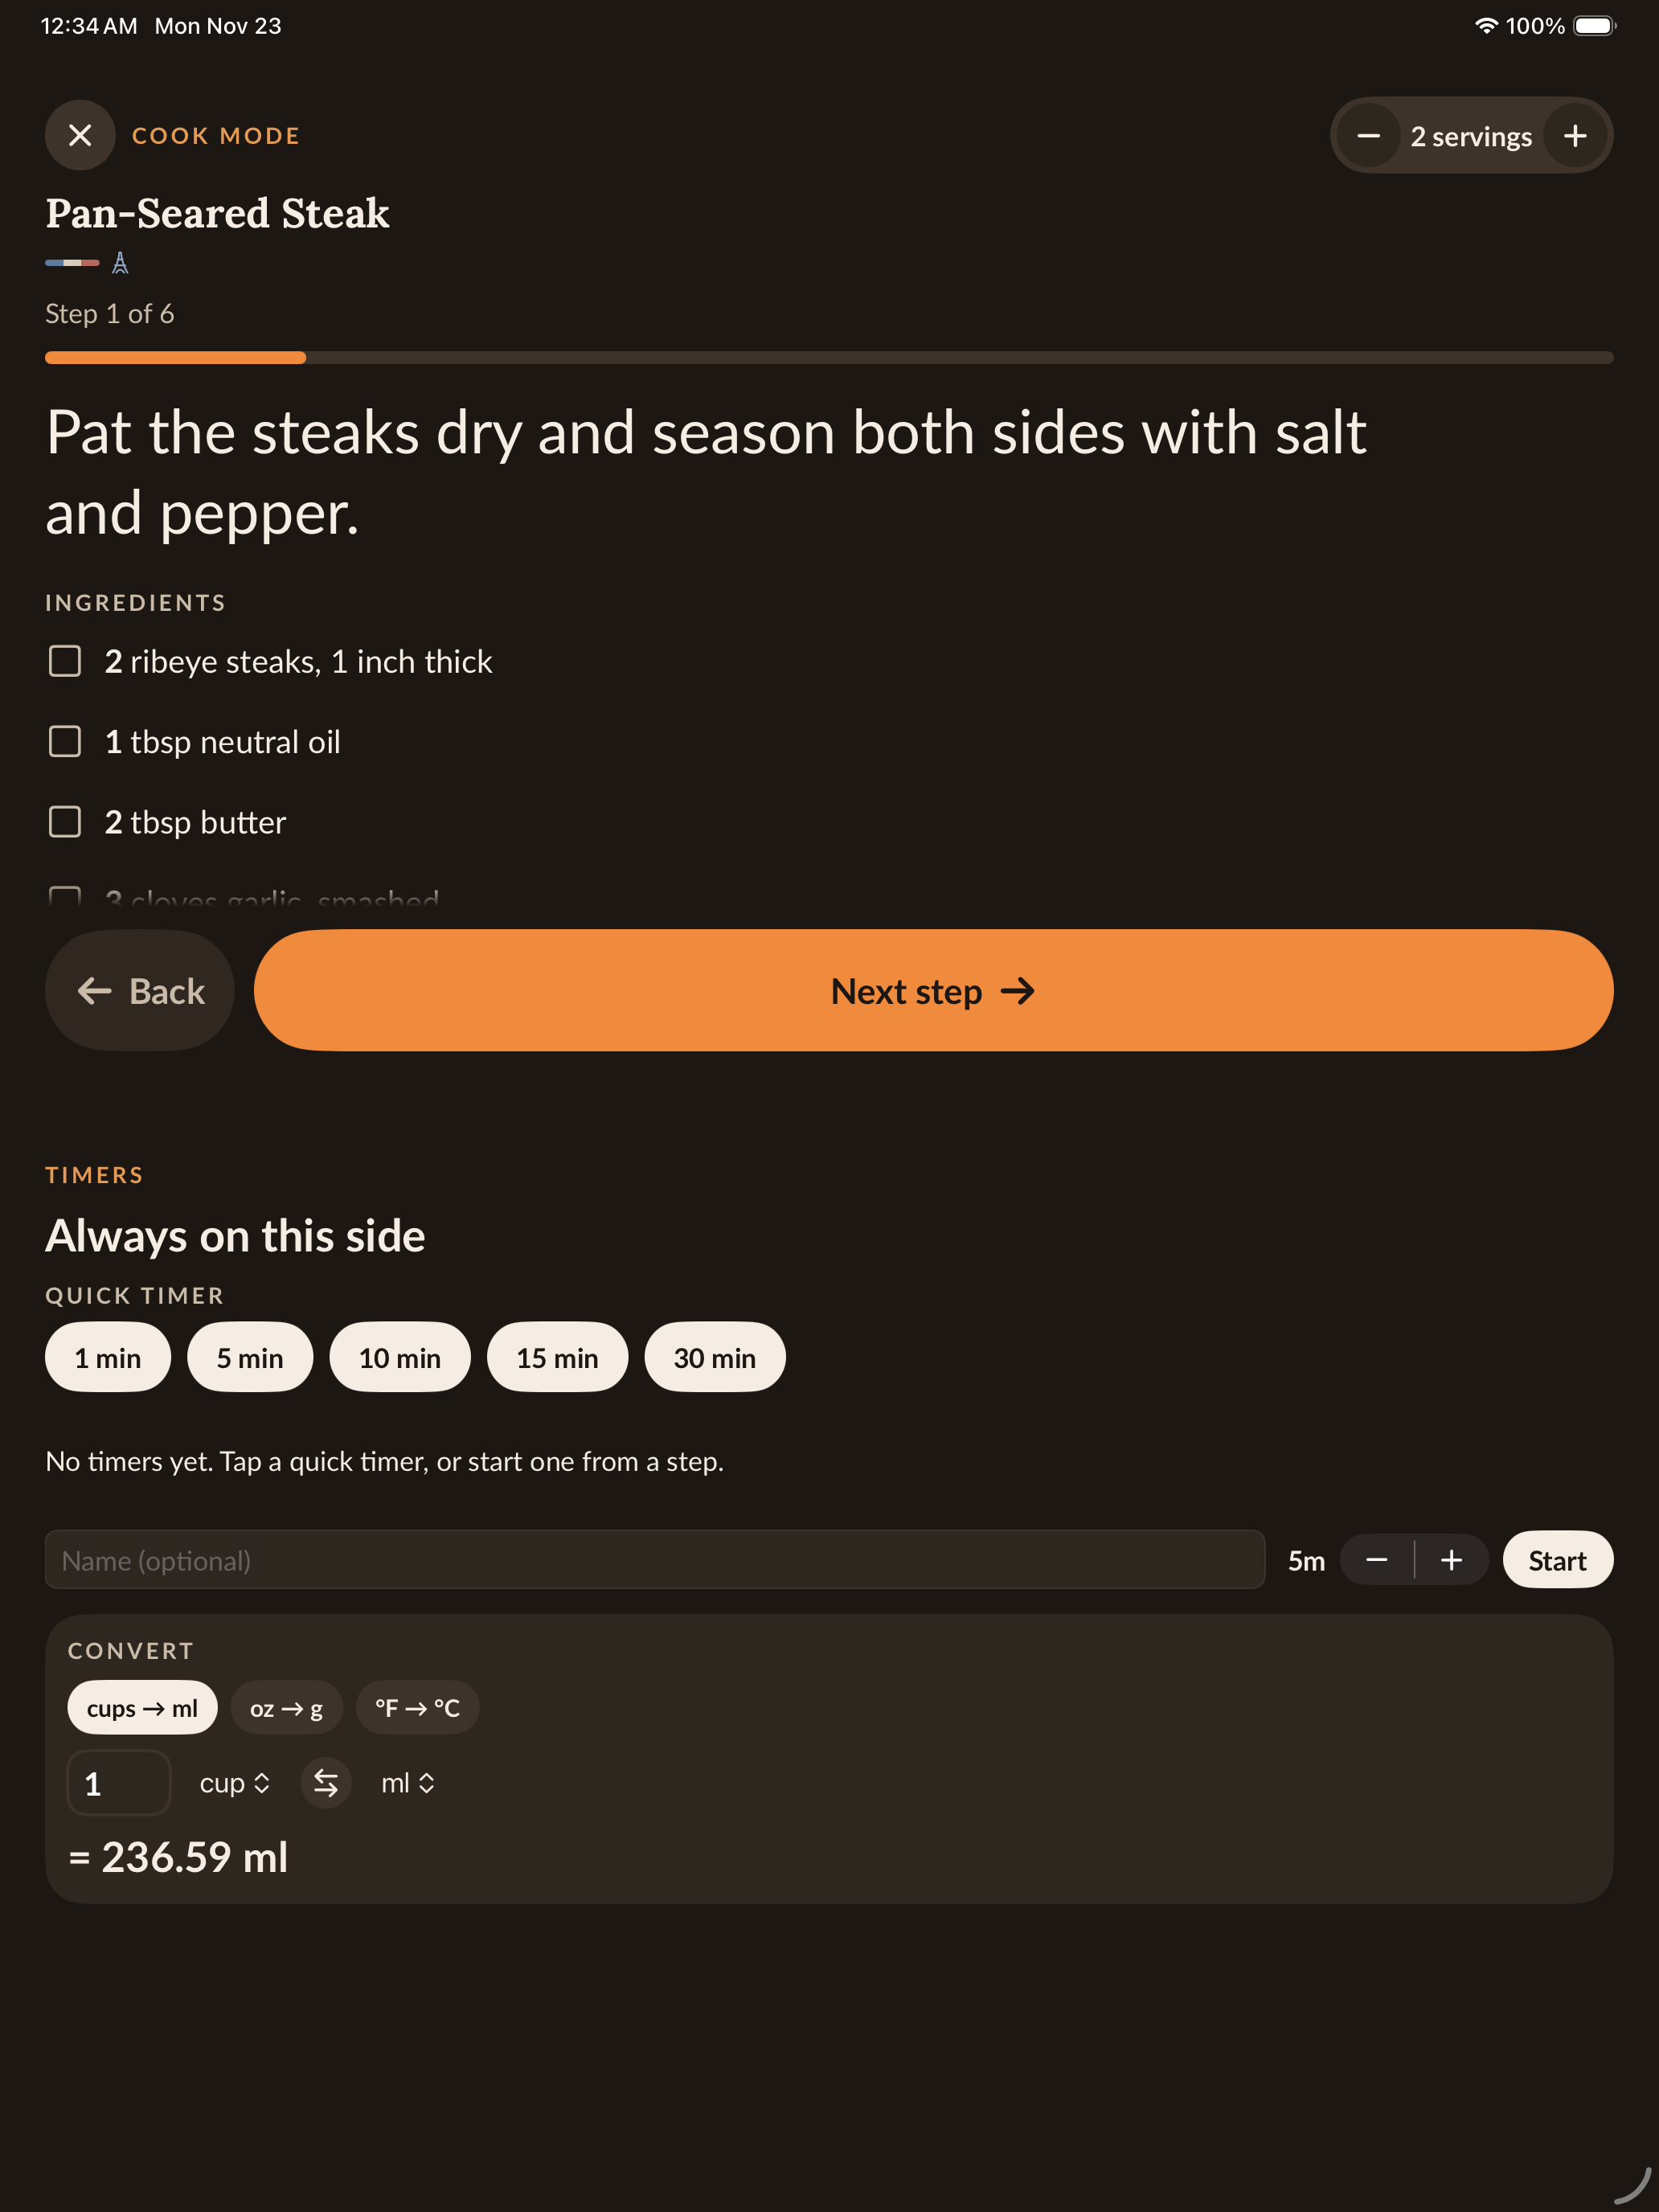 12:34 AM Mon Nov 23
100%
COOK MODE
2 servings
Pan-Seared Steak
Step 1 of 6
Pat the steaks dry and season both sides with salt
and pepper.
INGREDIENTS
2 ribeye steaks, 1 inch thick
1 tbsp neutral oil
2 tbsp butter
3 cloves garlic, smashed
← Back
Next step →
TIMERS
Always on this side
QUICK TIMER
1 min 5 min 10 min 15 min 30 min
No timers yet. Tap a quick timer, or start one from a step.
Name (optional) 5m − + Start
CONVERT
cups → ml oz → g °F → °C
1 cup ml
= 236.59 ml